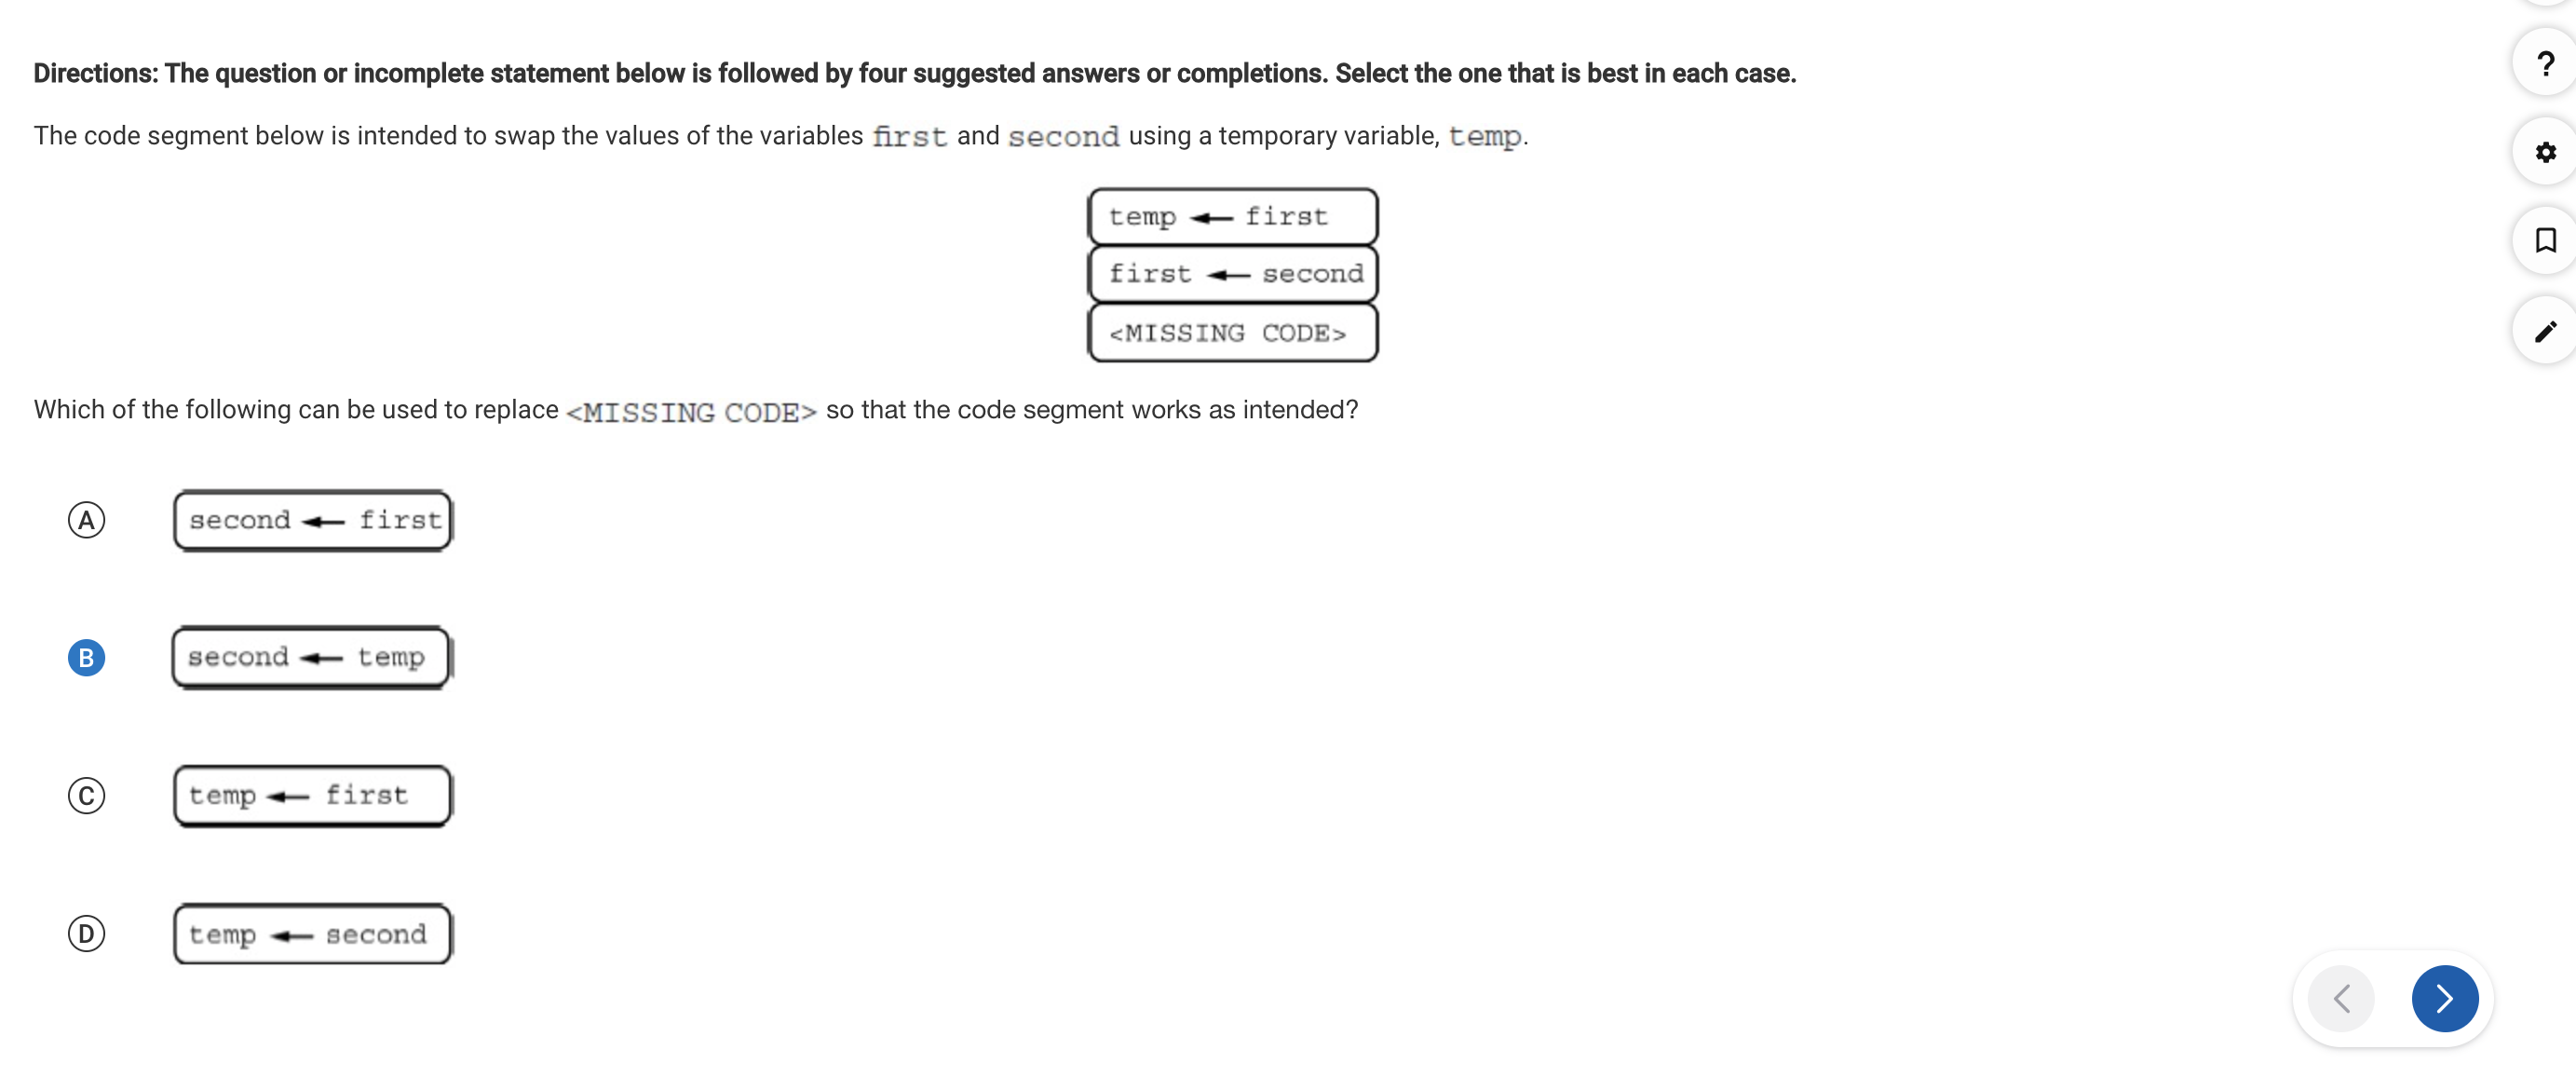 Directions: The question or incomplete statement below is followed by four suggested answers or completions. Select the one that is best in each case.
The code segment below is intended to swap the values of the variables first and second using a temporary variable, temp.
temp ← first
first ← second
<MISSING CODE>
Which of the following can be used to replace <MISSING CODE> so that the code segment works as intended?
A second ← first
B second ← temp
C temp ← first
D temp ← second
?